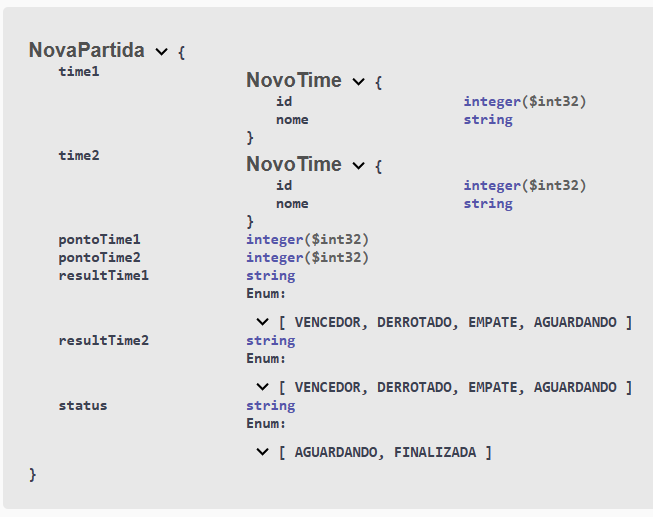 NovaPartida {
time1
NovoTime {
id integer($int32)
nome string
}
time2
NovoTime {
id integer($int32)
nome string
}
pontoTime1 integer($int32)
pontoTime2 integer($int32)
resultTime1 string
Enum:
[ VENCEDOR, DERROTADO, EMPATE, AGUARDANDO ]
resultTime2 string
Enum:
[ VENCEDOR, DERROTADO, EMPATE, AGUARDANDO ]
status string
Enum:
[ AGUARDANDO, FINALIZADA ]
}